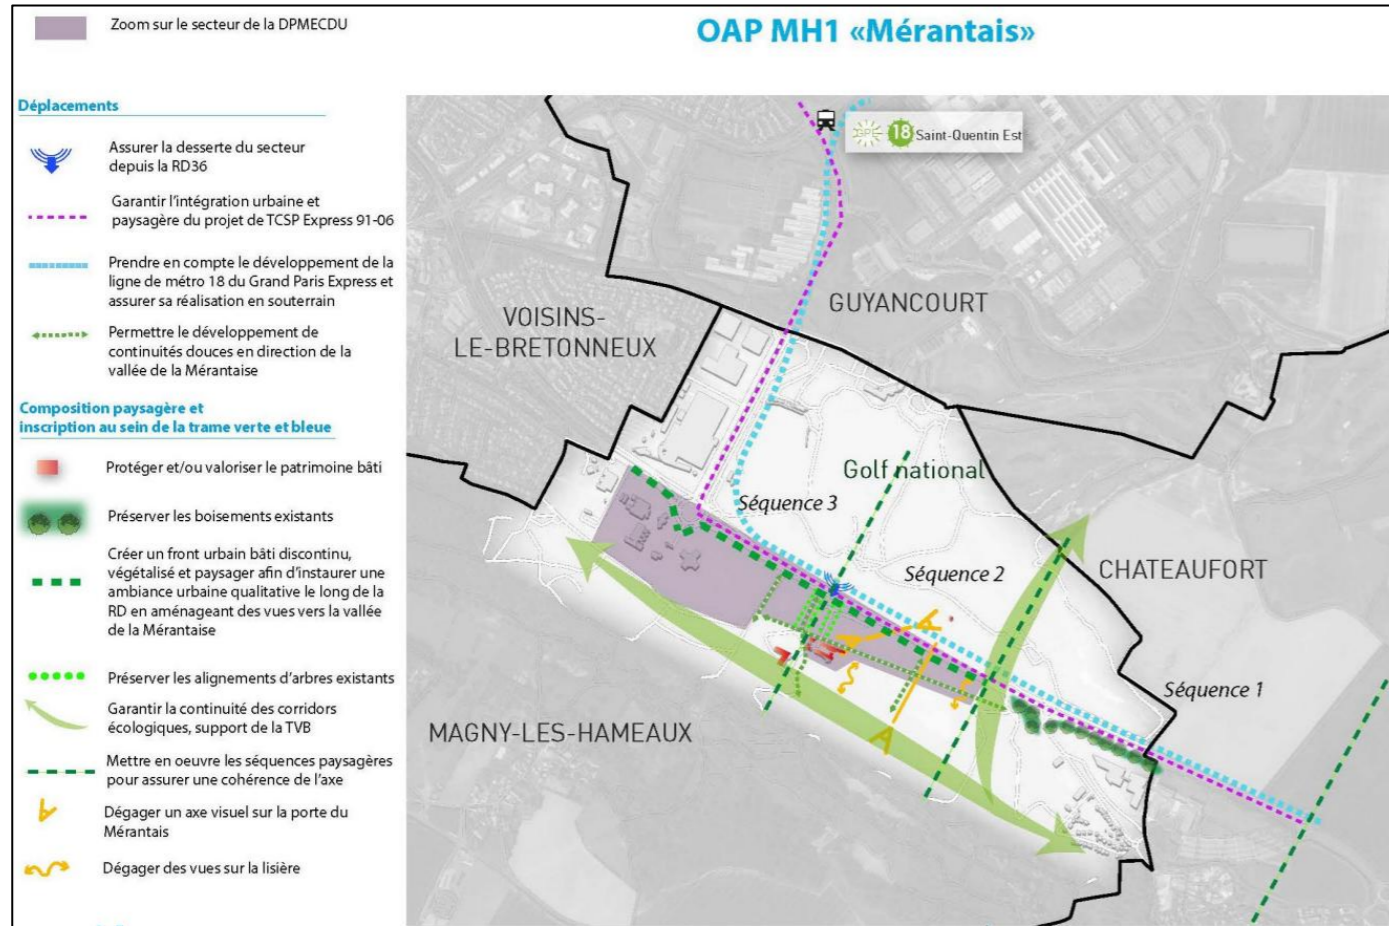 Zoom sur le secteur de la DPMECDU
OAP MH1 «Mérantais»
Déplacements
Assurer la desserte du secteur
depuis la RD36
Garantir l'intégration urbaine et
paysagère du projet de TCSP Express 91-06
Prendre en compte le développement de la
ligne de métro 18 du Grand Paris Express et
assurer sa réalisation en souterrain
Permettre le développement de
continuités douces en direction de la
vallée de la Mérantaise
Composition paysagère et
inscription au sein de la trame verte et bleue
Protéger et/ou valoriser le patrimoine bâti
Préserver les boisements existants
Créer un front urbain bâti discontinu,
végétalisé et paysager afin d'instaurer une
ambiance urbaine qualitative le long de la
RD en aménageant des vues vers la vallée
de la Mérantaise
Préserver les alignements d'arbres existants
Garantir la continuité des corridors
écologiques, support de la TVB
Mettre en oeuvre les séquences paysagères
pour assurer une cohérence de l'axe
Dégager un axe visuel sur la porte du
Mérantais
Dégager des vues sur la lisière
18 Saint-Quentin Est
GUYANCOURT
VOISINS-
LE-BRETONNEUX
Golf national
Séquence 3
Séquence 2
CHATEAUFORT
Séquence 1
MAGNY-LES-HAMEAUX